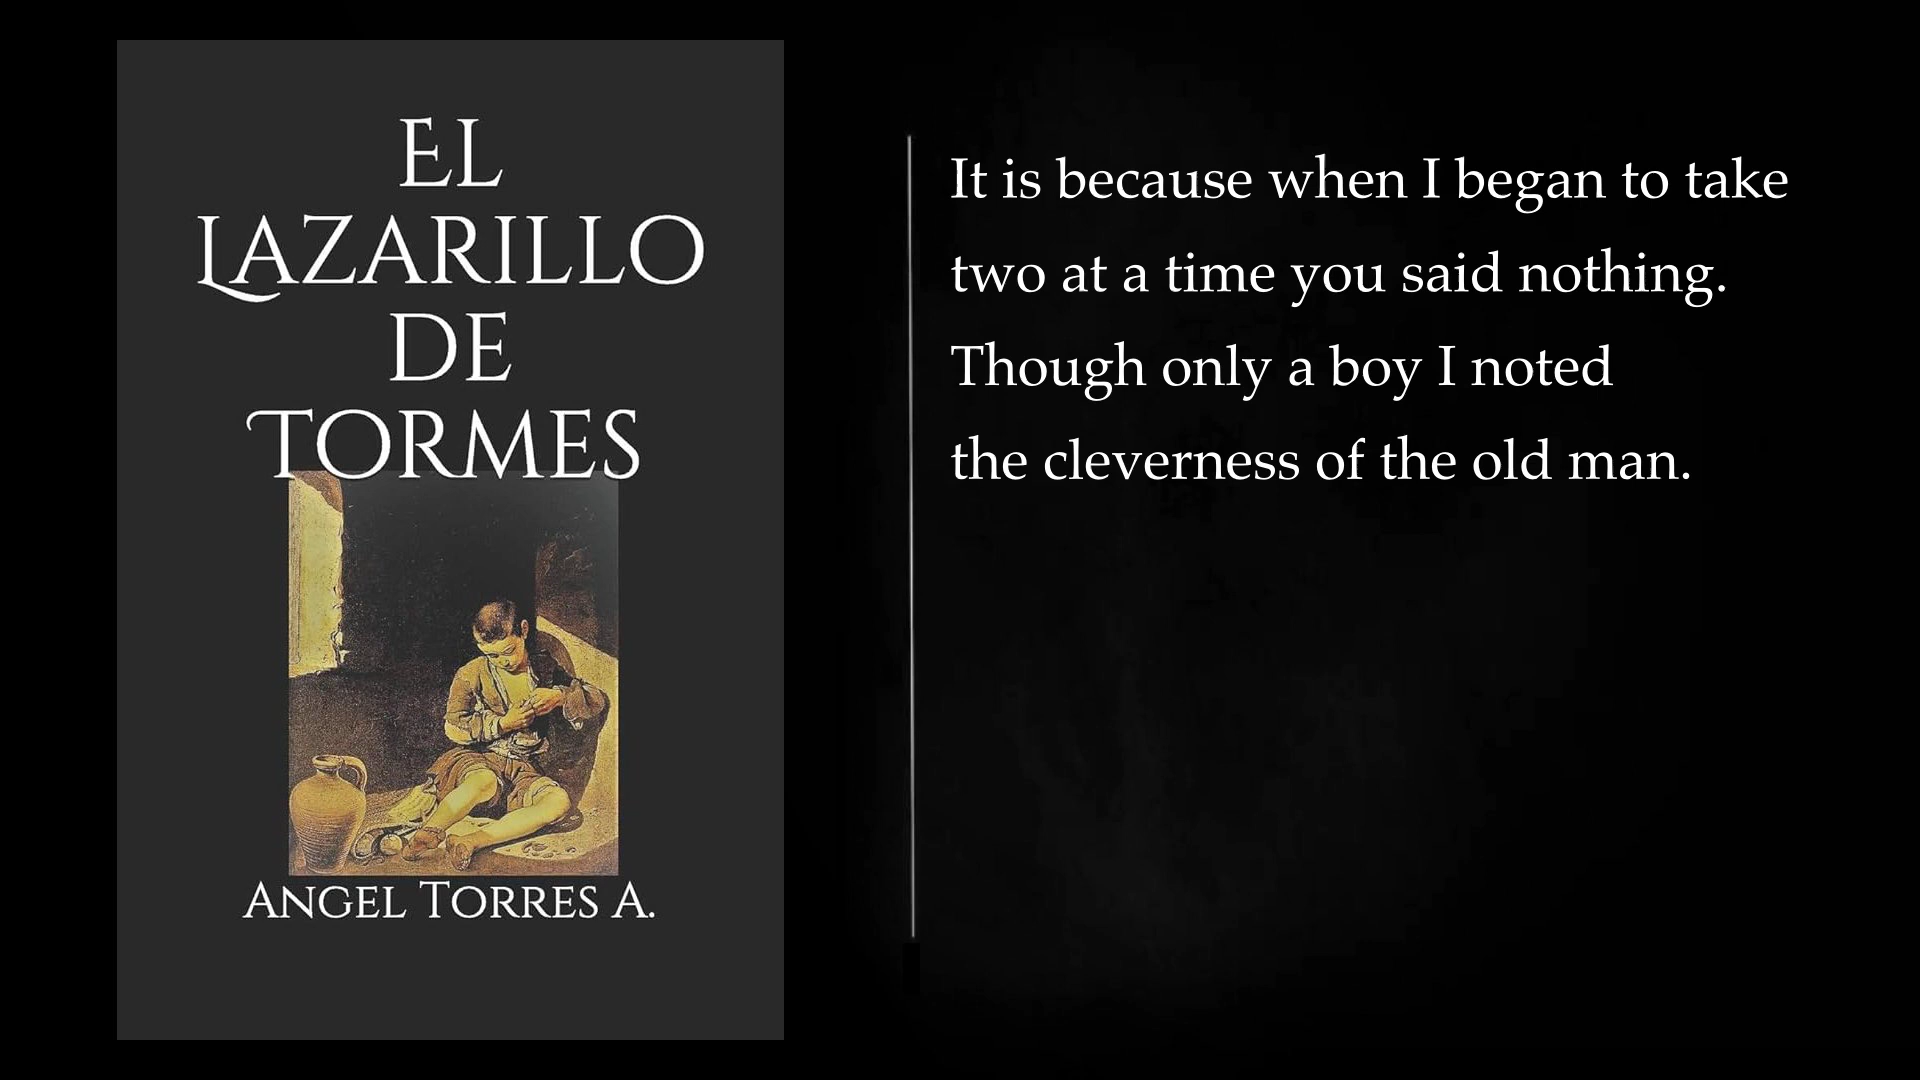 El
Lazarillo
de
Tormes
Angel Torres A.
It is because when I began to take
two at a time you said nothing.
Though only a boy I noted
the cleverness of the old man.